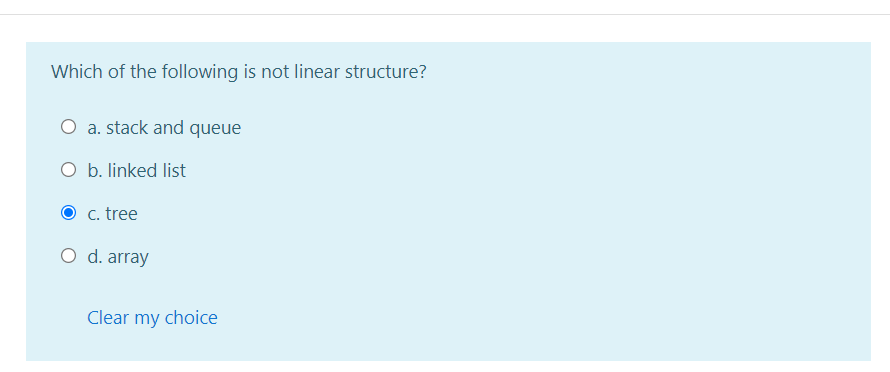 Which of the following is not linear structure?
a. stack and queue
b. linked list
c. tree
d. array
Clear my choice